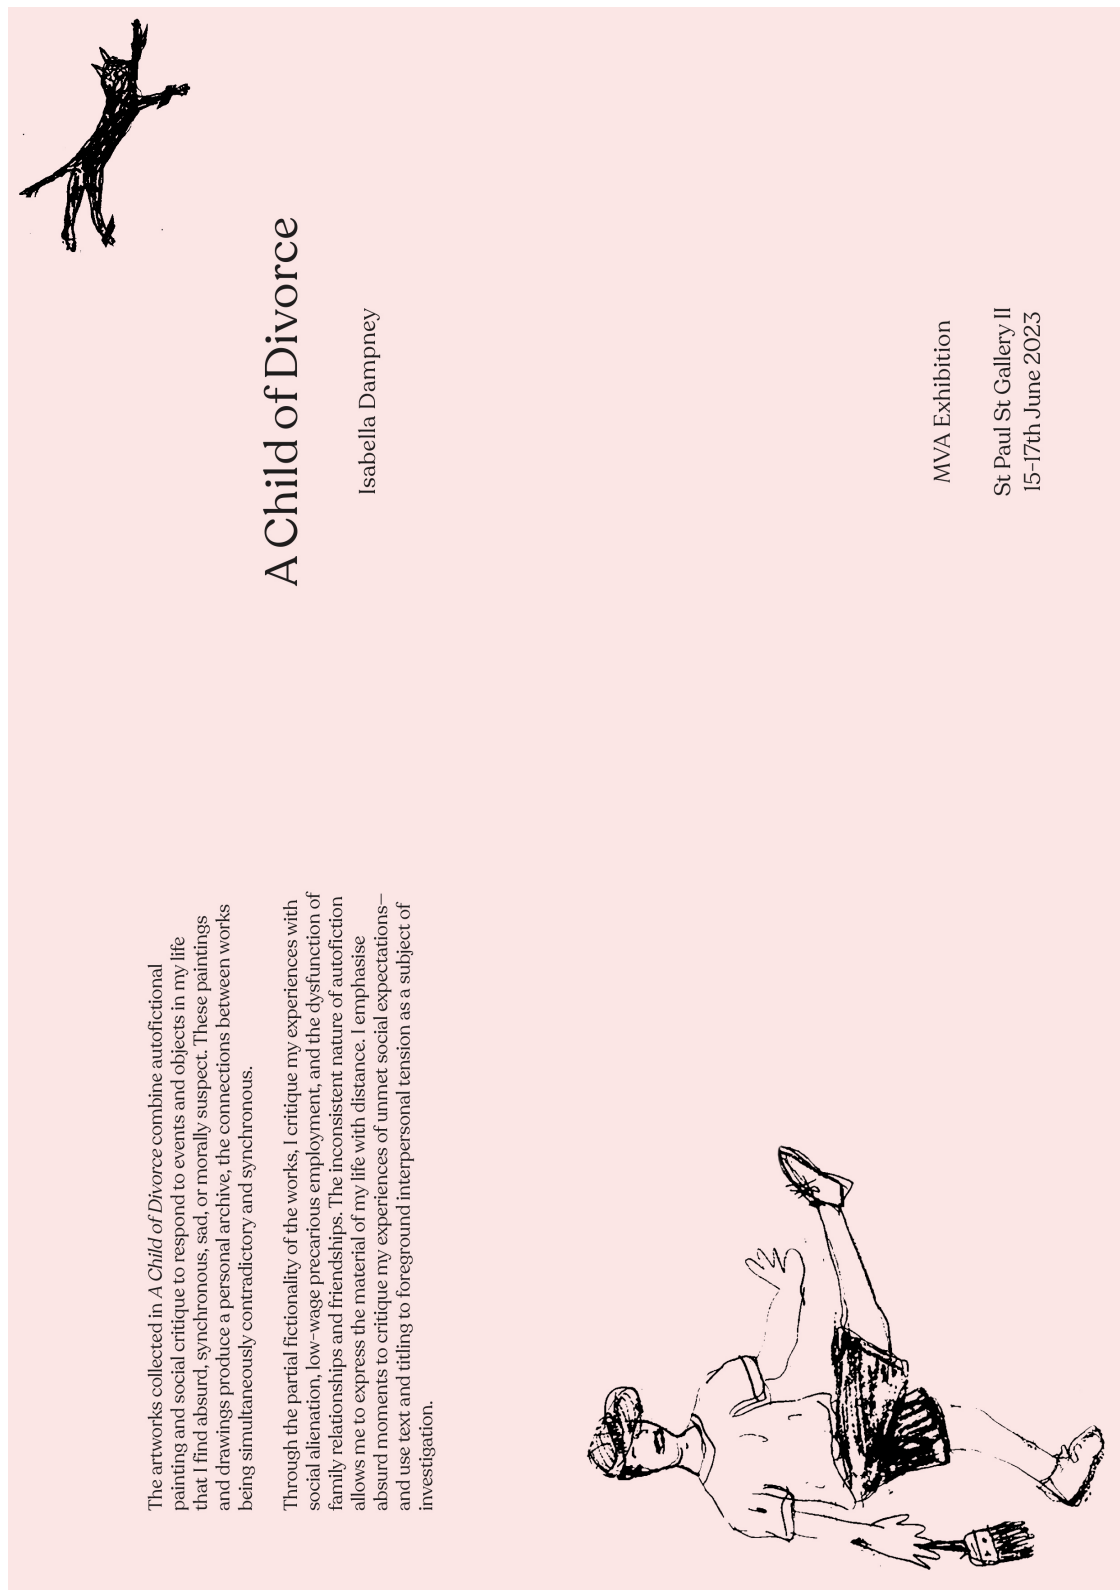 The artworks collected in A Child of Divorce combine autofictional
painting and social critique to respond to events and objects in my life
that I find absurd, synchronous, sad, or morally suspect. These paintings
and drawings produce a personal archive, the connections between works
being simultaneously contradictory and synchronous.
Through the partial fictionality of the works, I critique my experiences with
social alienation, low-wage precarious employment, and the dysfunction of
family relationships and friendships. The inconsistent nature of autofiction
allows me to express the material of my life with distance. I emphasise
absurd moments to critique my experiences of unmet social expectations—
and use text and titling to foreground interpersonal tension as a subject of
investigation.
A Child of Divorce
Isabella Dampney
MVA Exhibition
St Paul St Gallery II
15-17th June 2023